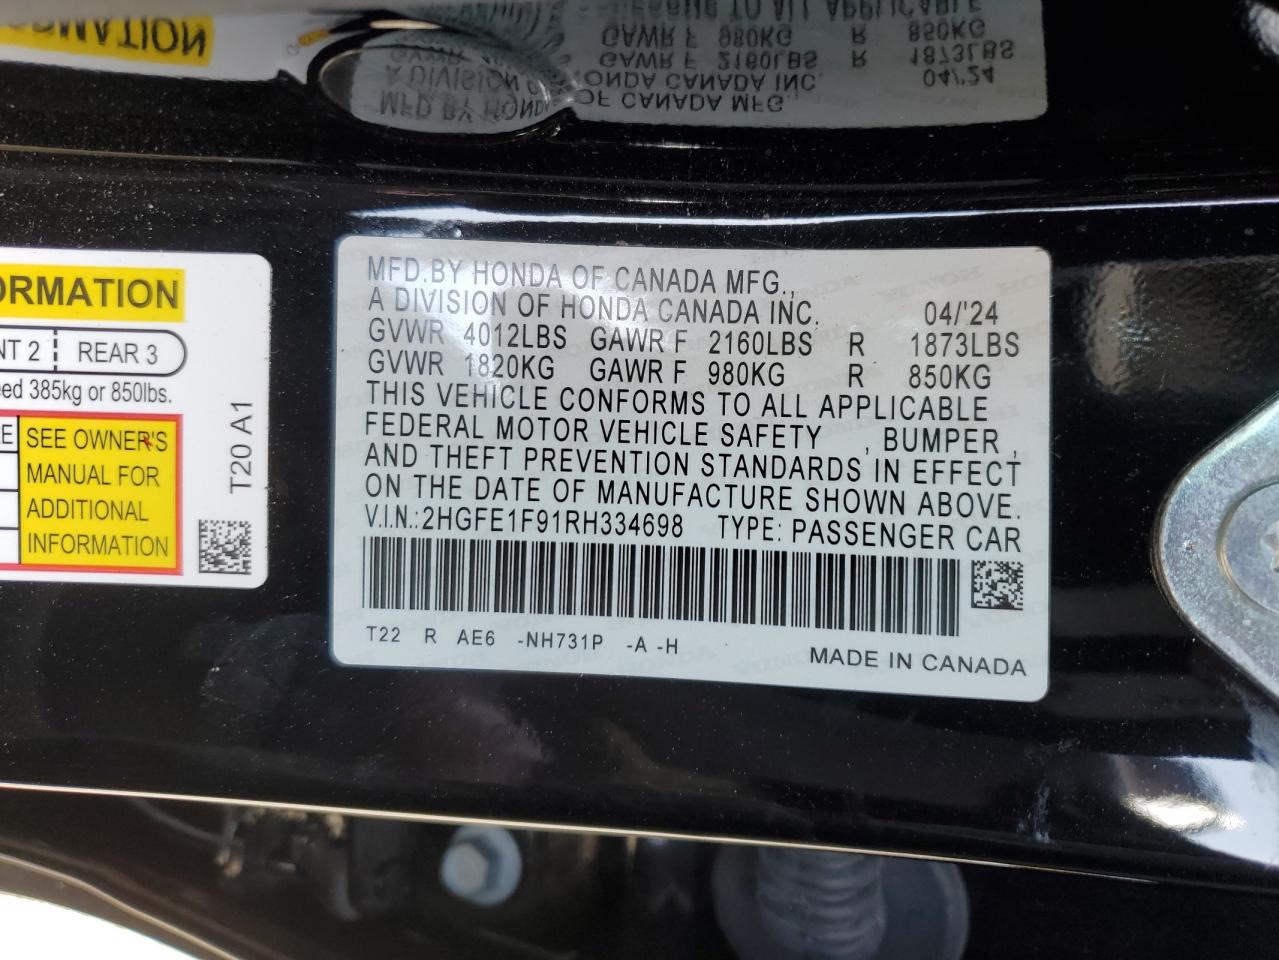 ORMATION
NT 2 REAR 3
eed 385kg or 850lbs.
E SEE OWNER'S
MANUAL FOR
ADDITIONAL
INFORMATION
T20 A1
MFD.BY HONDA OF CANADA MFG.,
A DIVISION OF HONDA CANADA INC. 04/'24
GVWR 4012LBS GAWR F 2160LBS R 1873LBS
GVWR 1820KG GAWR F 980KG R 850KG
THIS VEHICLE CONFORMS TO ALL APPLICABLE
FEDERAL MOTOR VEHICLE SAFETY , BUMPER ,
AND THEFT PREVENTION STANDARDS IN EFFECT
ON THE DATE OF MANUFACTURE SHOWN ABOVE.
V.I.N.:2HGFE1F91RH334698 TYPE: PASSENGER CAR
T22 R AE6 -NH731P -A -H
MADE IN CANADA